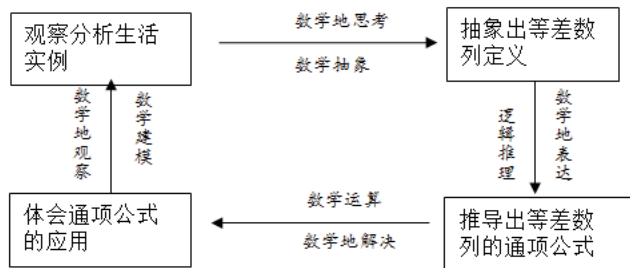 观察分析生活
实例
数学地思考
数学抽象
抽象出等差数
列定义
数学地观察
数学建模
逻辑推理
数学地表达
体会通项公式
的应用
数学运算
数学地解决
推导出等差数
列的通项公式